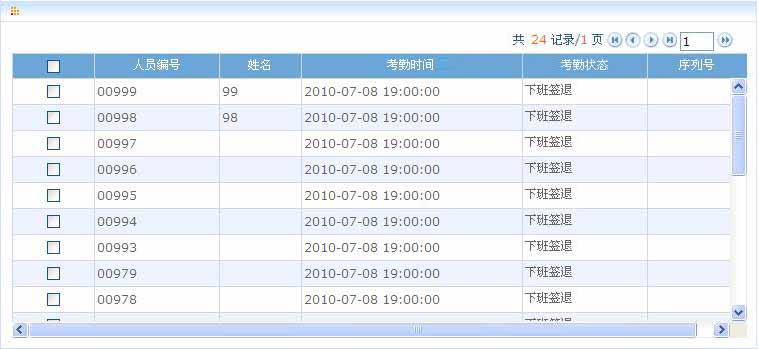 共 24 记录/1 页 1
人员编号 姓名 考勤时间 考勤状态 序列号
00999 99 2010-07-08 19:00:00 下班签退
00998 98 2010-07-08 19:00:00 下班签退
00997 2010-07-08 19:00:00 下班签退
00996 2010-07-08 19:00:00 下班签退
00995 2010-07-08 19:00:00 下班签退
00994 2010-07-08 19:00:00 下班签退
00993 2010-07-08 19:00:00 下班签退
00979 2010-07-08 19:00:00 下班签退
00978 2010-07-08 19:00:00 下班签退